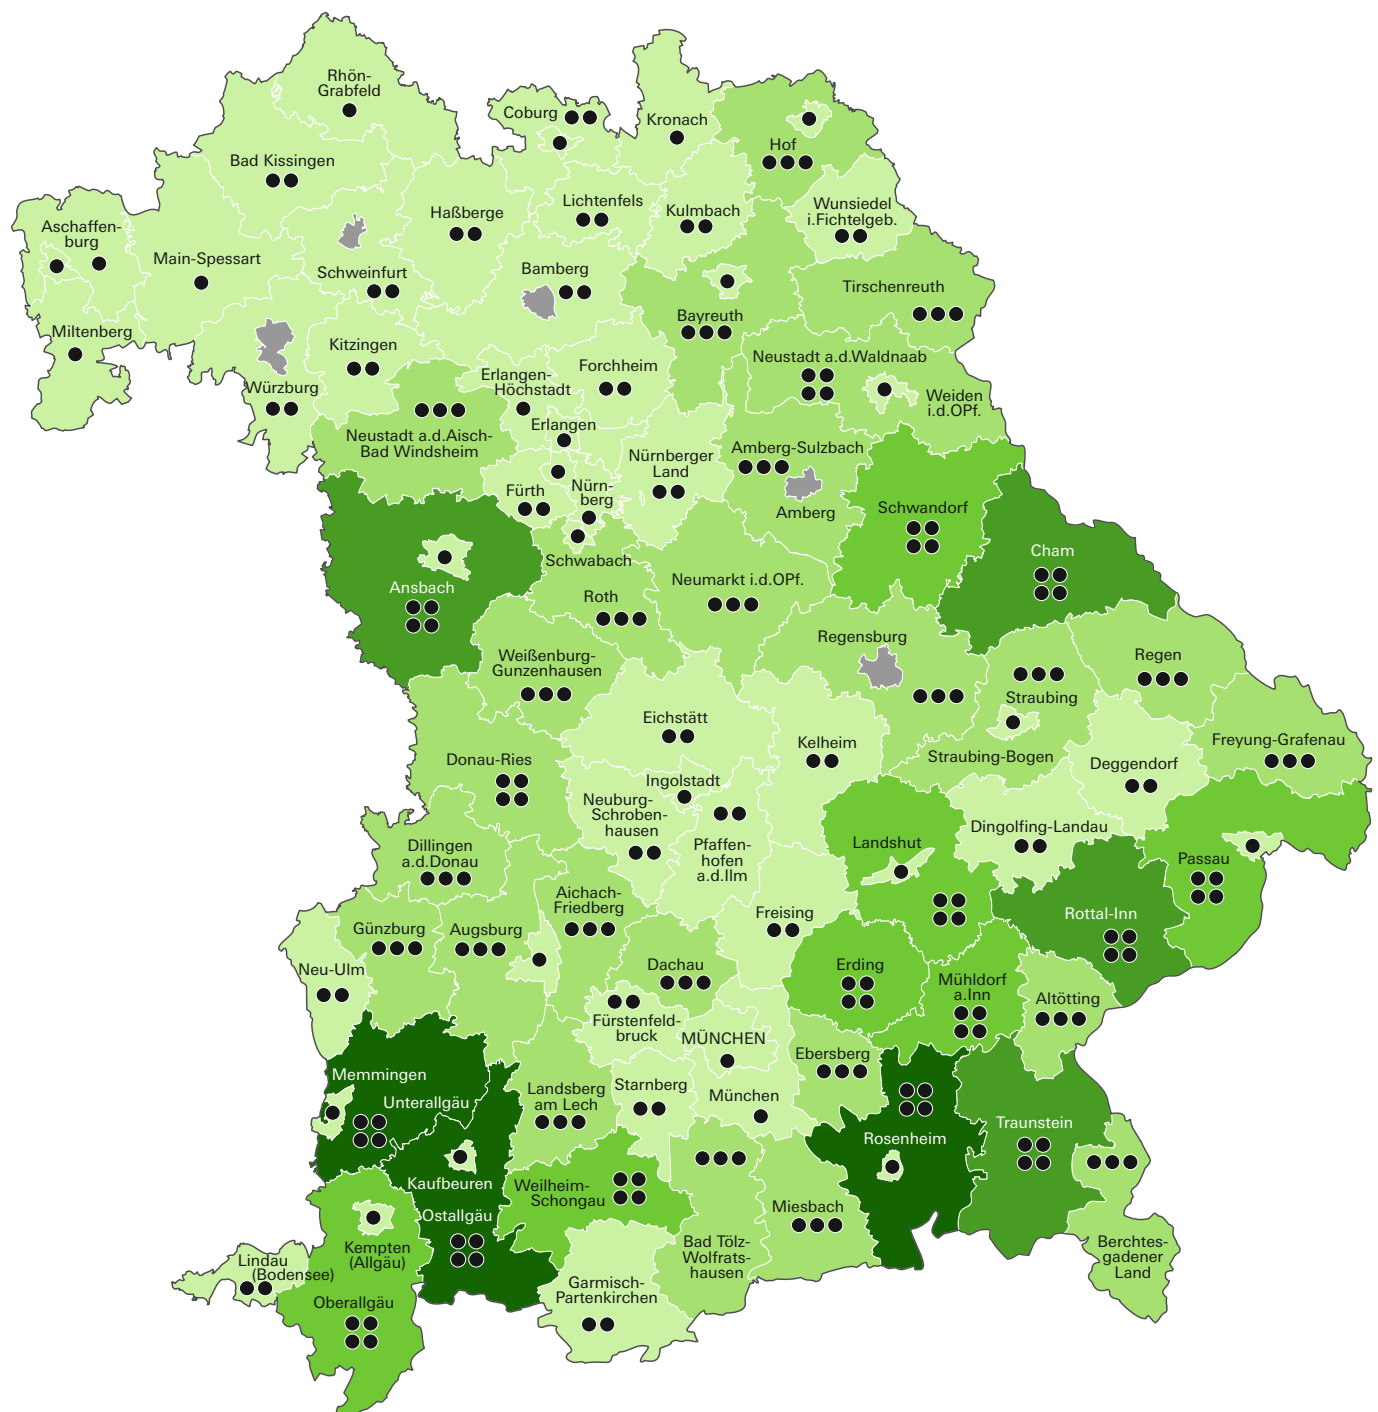 Rhön-
Grabfeld
Coburg
Kronach
Hof
Bad Kissingen
Lichtenfels
Kulmbach
Haßberge
Wunsiedel
i.Fichtelgeb.
Aschaffen-
burg
Main-Spessart
Schweinfurt
Bamberg
Tirschenreuth
Bayreuth
Miltenberg
Kitzingen
Neustadt a.d.Waldnaab
Forchheim
Erlangen-
Höchstadt
Würzburg
Weiden
i.d.OPf.
Erlangen
Neustadt a.d.Aisch-
Bad Windsheim
Amberg-Sulzbach
Nürnberger
Land
Fürth
Nürn-
berg
Amberg
Schwandorf
Cham
Schwabach
Ansbach
Neumarkt i.d.OPf.
Roth
Regensburg
Weißenburg-
Gunzenhausen
Regen
Straubing
Eichstätt
Kelheim
Freyung-Grafenau
Straubing-Bogen
Deggendorf
Donau-Ries
Ingolstadt
Neuburg-
Schroben-
hausen
Dingolfing-Landau
Landshut
Dillingen
a.d.Donau
Pfaffen-
hofen
a.d.Ilm
Passau
Aichach-
Friedberg
Freising
Rottal-Inn
Günzburg
Augsburg
Neu-Ulm
Dachau
Erding
Mühldorf
a.Inn
Altötting
Fürstenfeld-
bruck
MÜNCHEN
Ebersberg
Memmingen
Unterallgäu
Landsberg
am Lech
Starnberg
München
Traunstein
Rosenheim
Kaufbeuren
Weilheim-
Schongau
Miesbach
Ostallgäu
Bad Tölz-
Wolfrats-
hausen
Berchtes-
gadener
Land
Kempten
(Allgäu)
Lindau
(Bodensee)
Garmisch-
Partenkirchen
Oberallgäu